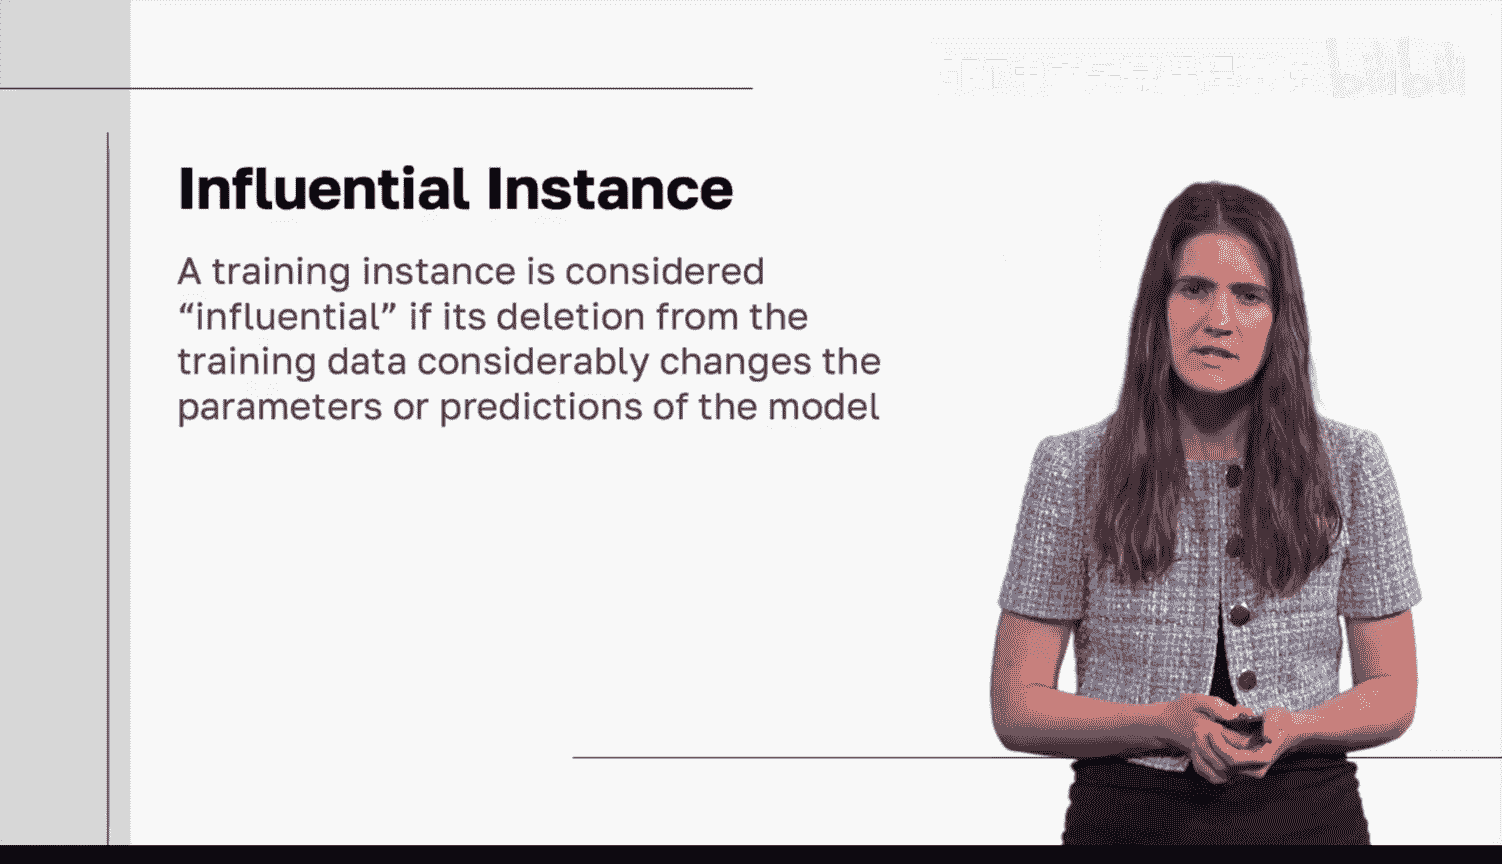 Influential Instance
A training instance is considered
“influential” if its deletion from the
training data considerably changes the
parameters or predictions of the model
bilibili